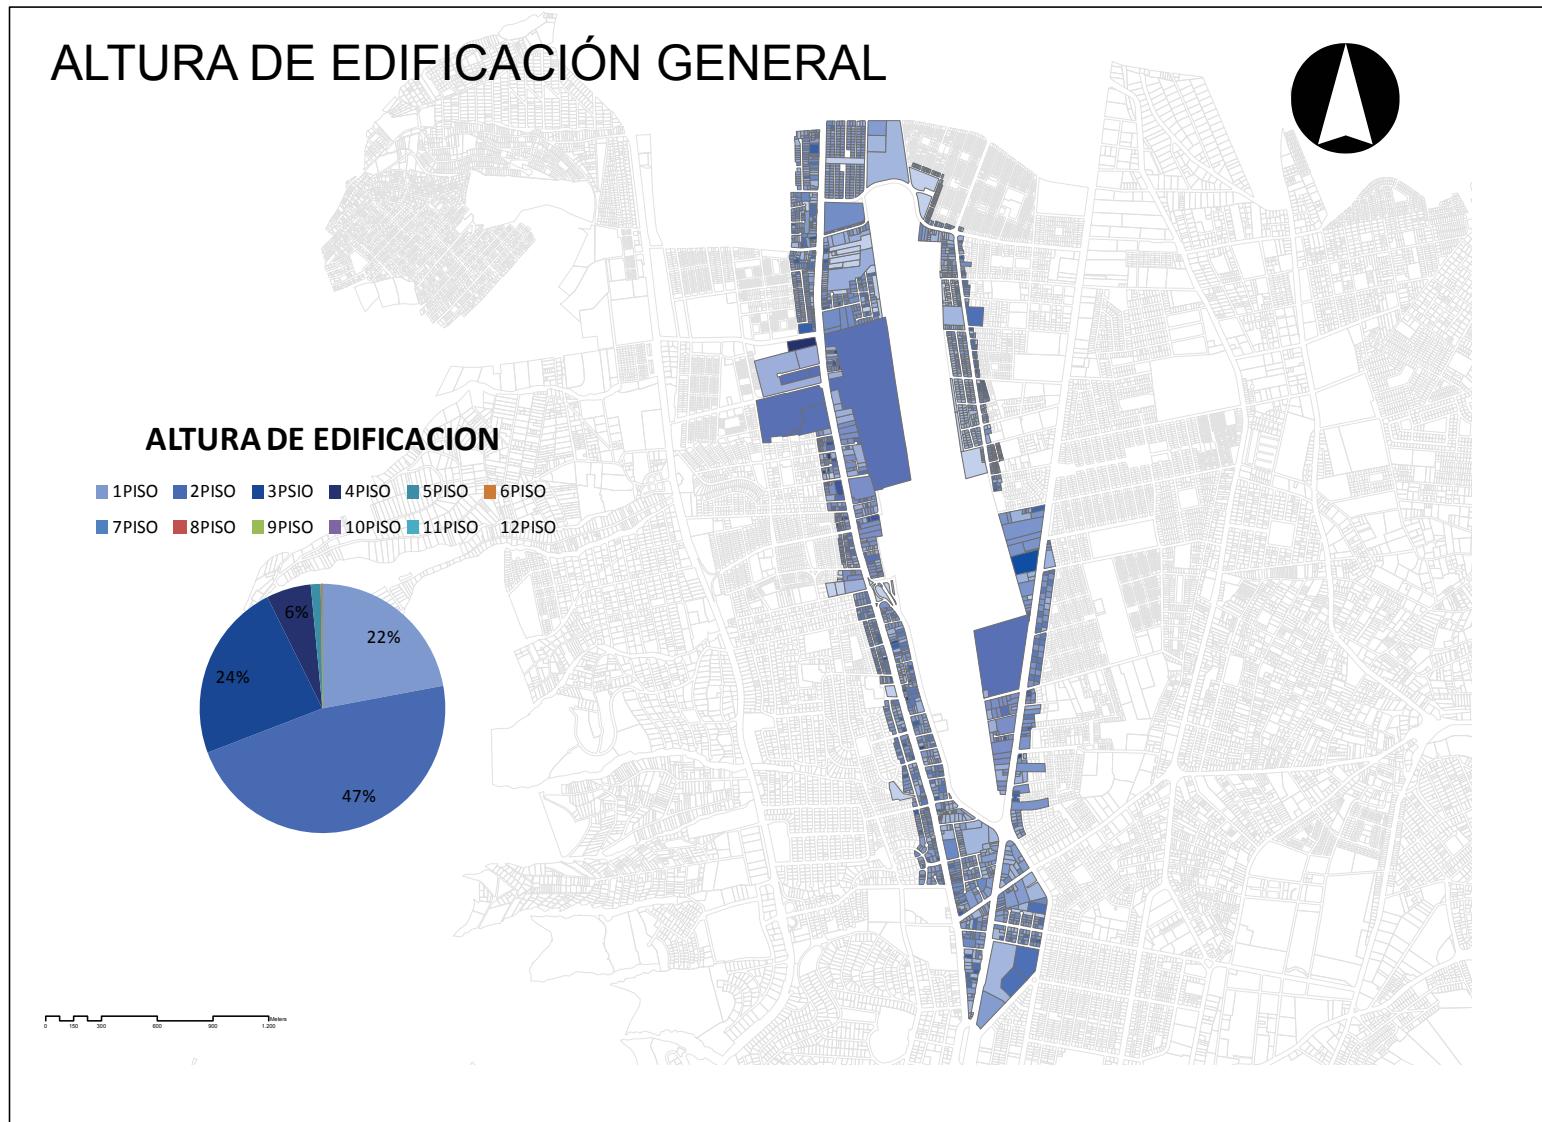 ALTURA DE EDIFICACIÓN GENERAL
ALTURA DE EDIFICACION
1PISO 2PISO 3PSIO 4PISO 5PISO 6PISO
7PISO 8PISO 9PISO 10PISO 11PISO 12PISO
6%
22%
24%
47%
Meters
0 150 300 600 900 1.200